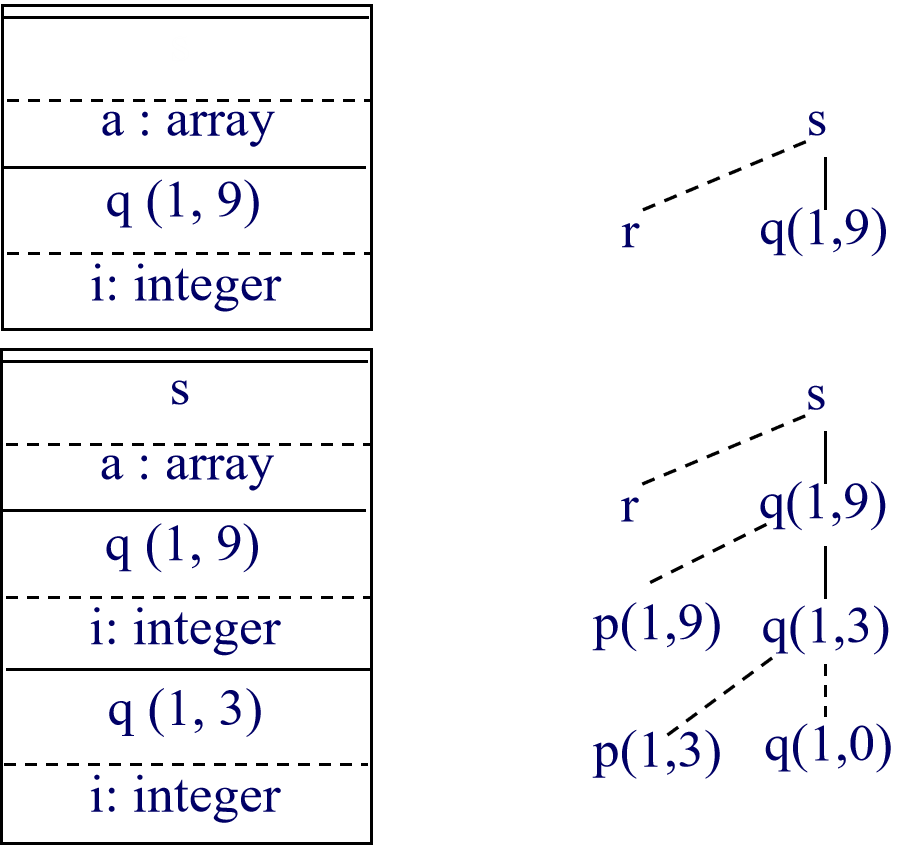 a : array
q (1, 9)
i: integer
s
r q(1,9)
s
a : array
q (1, 9)
i: integer
q (1, 3)
i: integer
s
r q(1,9)
p(1,9) q(1,3)
p(1,3) q(1,0)